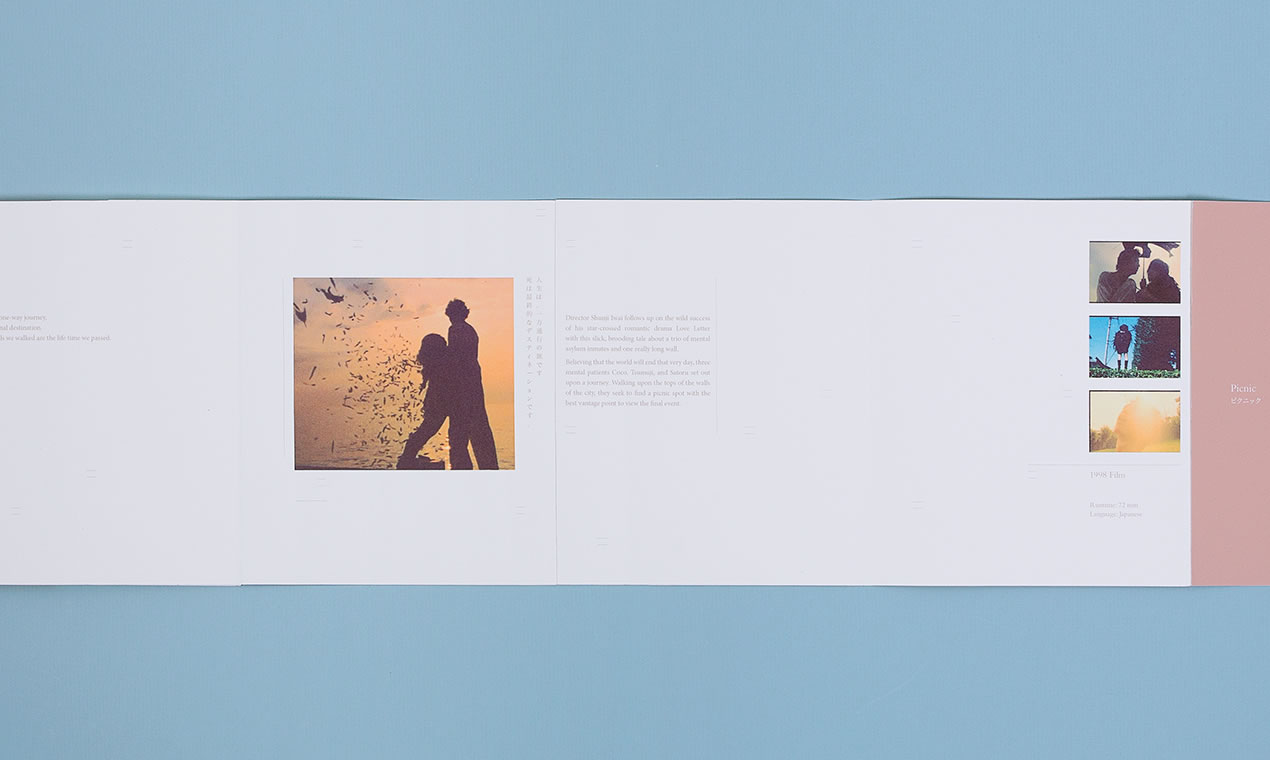 one-way journey.
nal destination.
ls we walked are the life time we passed.
人生は、一方通行の旅です
死は最終的なデスティネーションです。
Director Shunji Iwai follows up on the wild success
of his star-crossed romantic drama Love Letter
with this slick, brooding tale about a trio of mental
asylum inmates and one really long wall.
Believing that the world will end that very day, three
mental patients Coco, Tsumuji, and Satoru set out
upon a journey. Walking upon the tops of the walls
of the city, they seek to find a picnic spot with the
best vantage point to view the final event.
1998 Film
Runtime: 72 min
Language: Japanese
Picnic
ピクニック